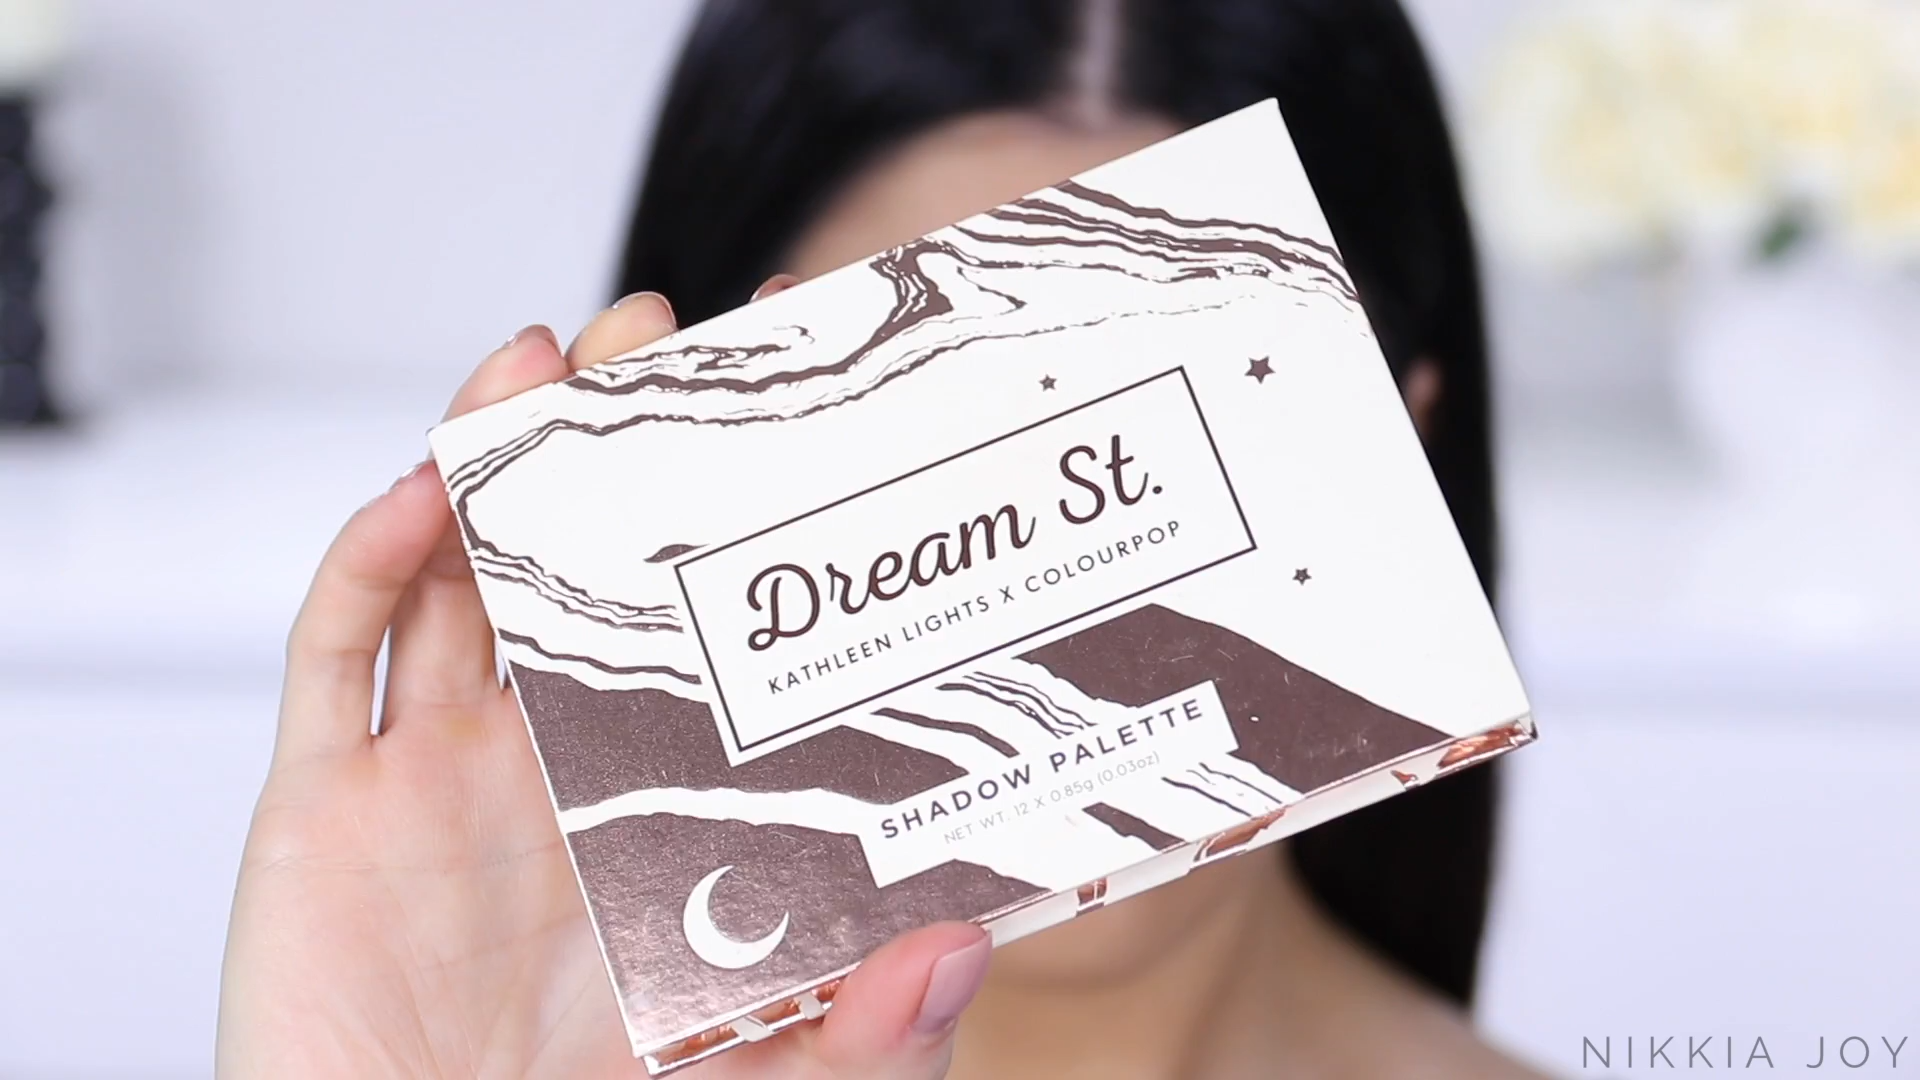 Dream St.
KATHLEEN LIGHTS X COLOURPOP
SHADOW PALETTE
NET WT. 12 X 0.85g (0.03oz)
NIKKIA JOY